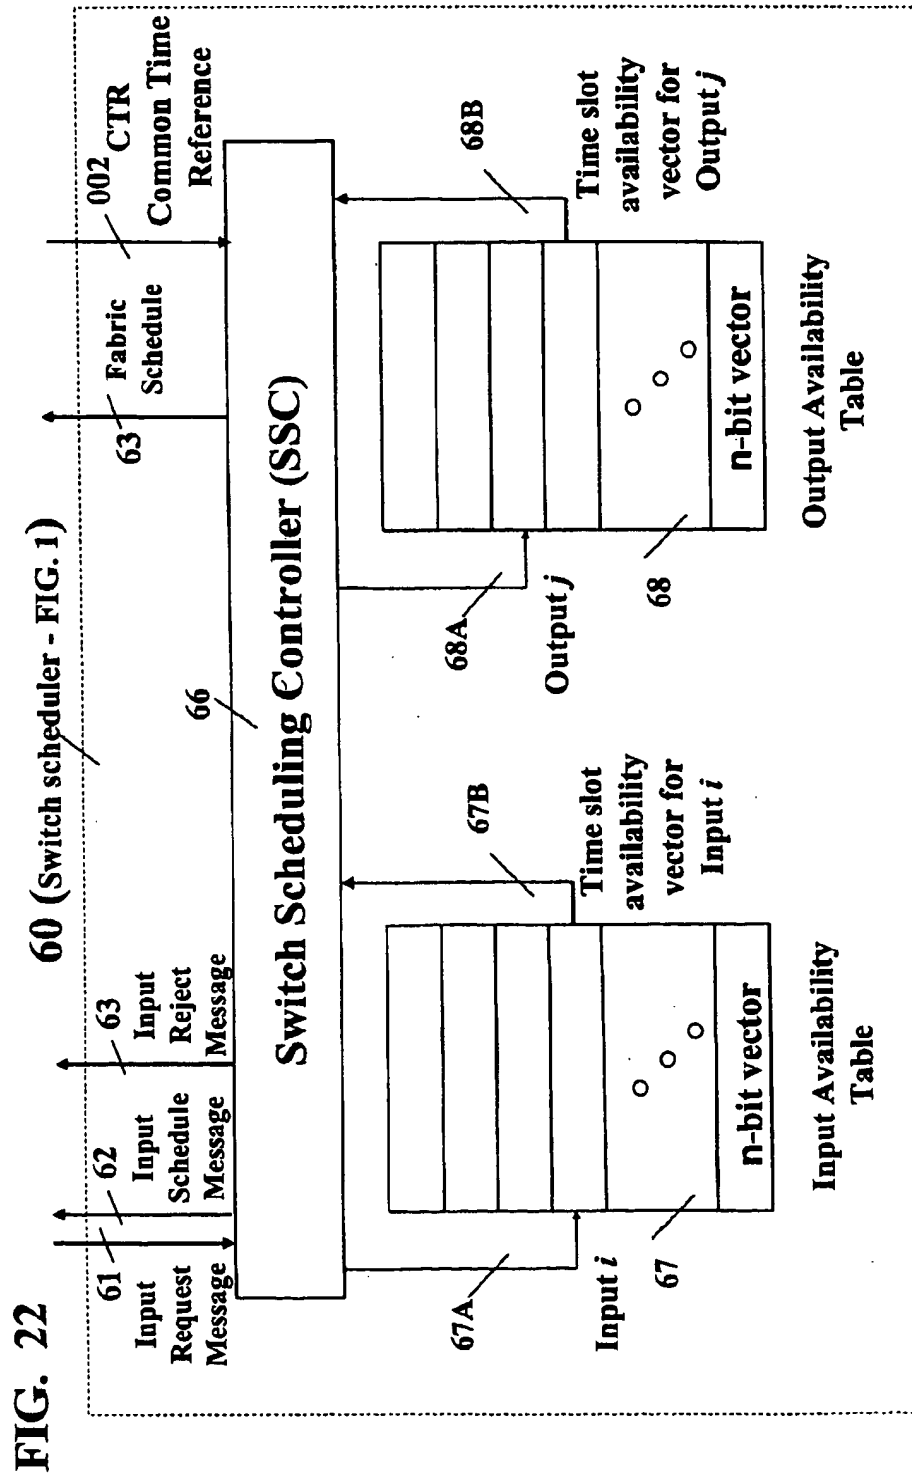 FIG. 22
60 (Switch scheduler - FIG. 1)
61
Input
Request
Message
62
Input
Schedule
Message
63
Input
Reject
Message
63
Fabric
Schedule
002
CTR
Common Time
Reference
66
Switch Scheduling Controller (SSC)
67A
Input i
67
n-bit vector
67B
Time slot
availability
vector for
Input i
Input Availability
Table
68A
Output j
68
n-bit vector
68B
Time slot
availability
vector for
Output j
Output Availability
Table